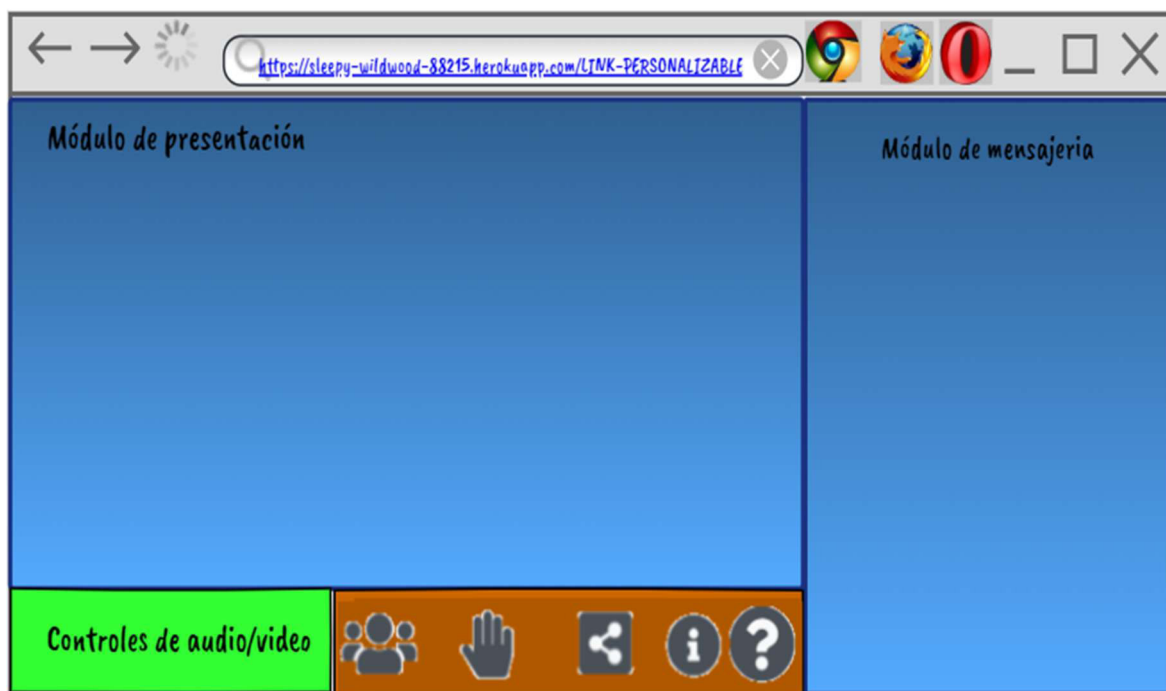 https://sleepy-wildwood-88215.herokuapp.com/LINK-PERSONALIZABLE
Módulo de presentación
Módulo de mensajeria
Controles de audio/video